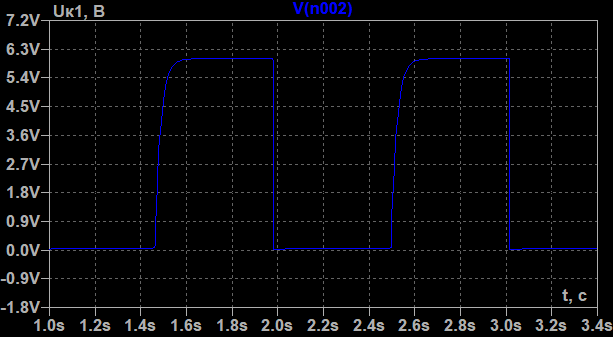 Uк1, В
V(n002)
7.2V
6.3V
5.4V
4.5V
3.6V
2.7V
1.8V
0.9V
0.0V
-0.9V
-1.8V
t, c
1.0s 1.2s 1.4s 1.6s 1.8s 2.0s 2.2s 2.4s 2.6s 2.8s 3.0s 3.2s 3.4s